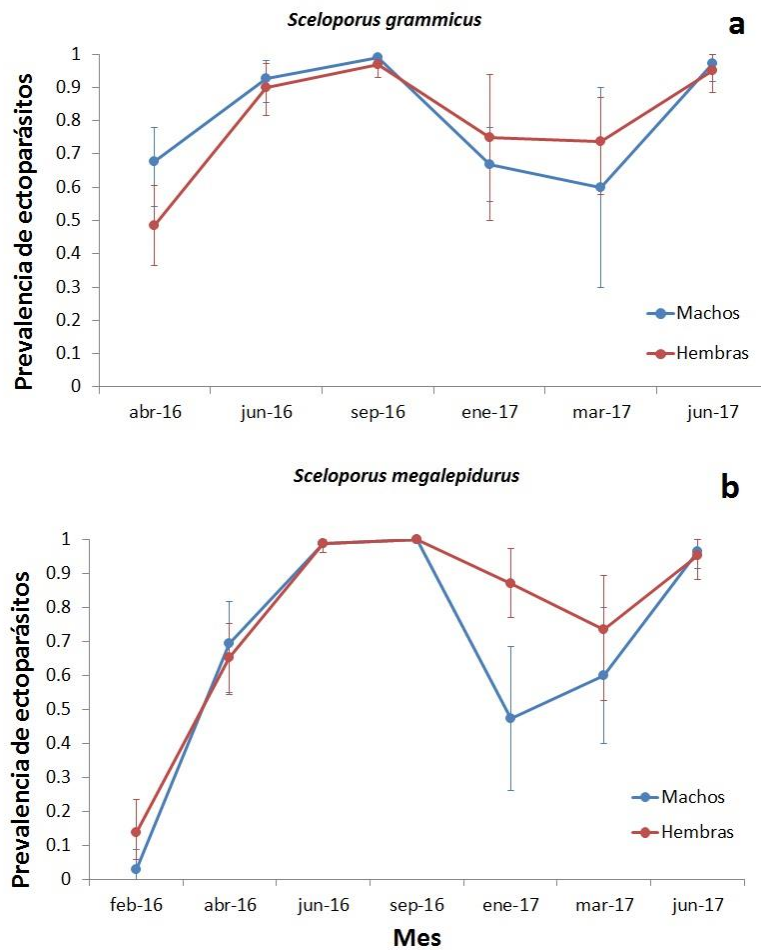 Sceloporus grammicus
a
Prevalencia de ectoparásitos
1
0.9
0.8
0.7
0.6
0.5
0.4
0.3
0.2
0.1
0
Machos
Hembras
abr-16 jun-16 sep-16 ene-17 mar-17 jun-17
Sceloporus megalepidurus
b
Prevalencia de ectoparásitos
1
0.9
0.8
0.7
0.6
0.5
0.4
0.3
0.2
0.1
0
Machos
Hembras
feb-16 abr-16 jun-16 sep-16 ene-17 mar-17 jun-17
Mes